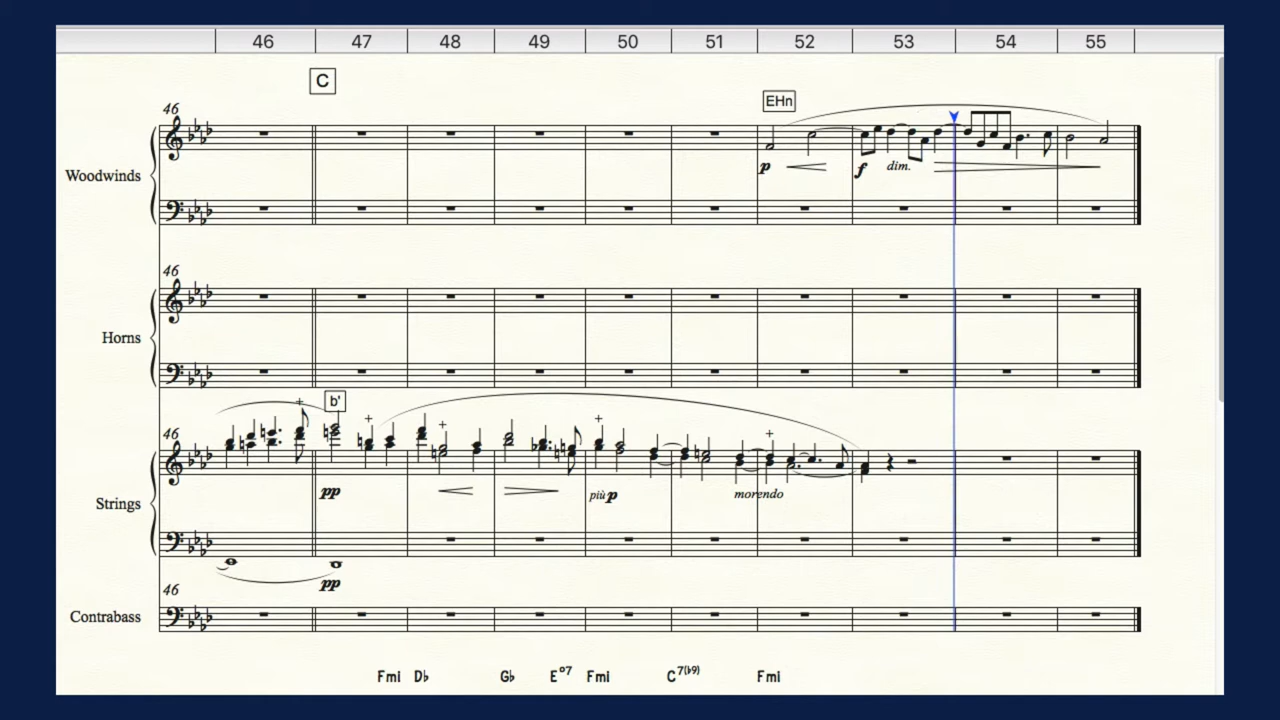 46 47 48 49 50 51 52 53 54 55
C
46
EHn
Woodwinds
p f dim.
46
Horns
b'
46
pp più p morendo
Strings
pp
46
Contrabass
Fmi D♭ G♭ E°7 Fmi C7(♭9) Fmi